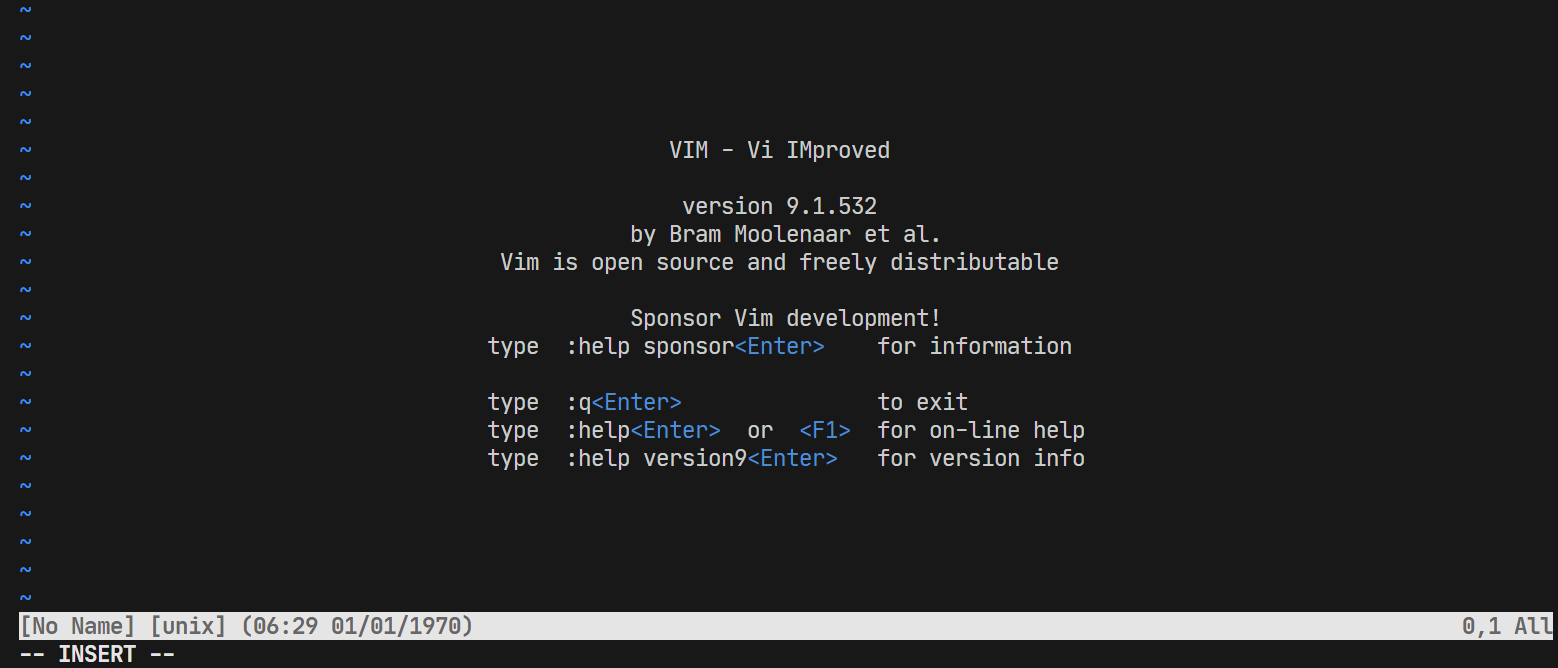 ~
~
~
~
~
~ VIM - Vi IMproved
~
~ version 9.1.532
~ by Bram Moolenaar et al.
~ Vim is open source and freely distributable
~
~ Sponsor Vim development!
~ type  :help sponsor<Enter>    for information
~
~ type  :q<Enter>               to exit
~ type  :help<Enter>  or  <F1>  for on-line help
~ type  :help version9<Enter>   for version info
~
~
~
~
~
[No Name] [unix] (06:29 01/01/1970) 0,1 All
-- INSERT --